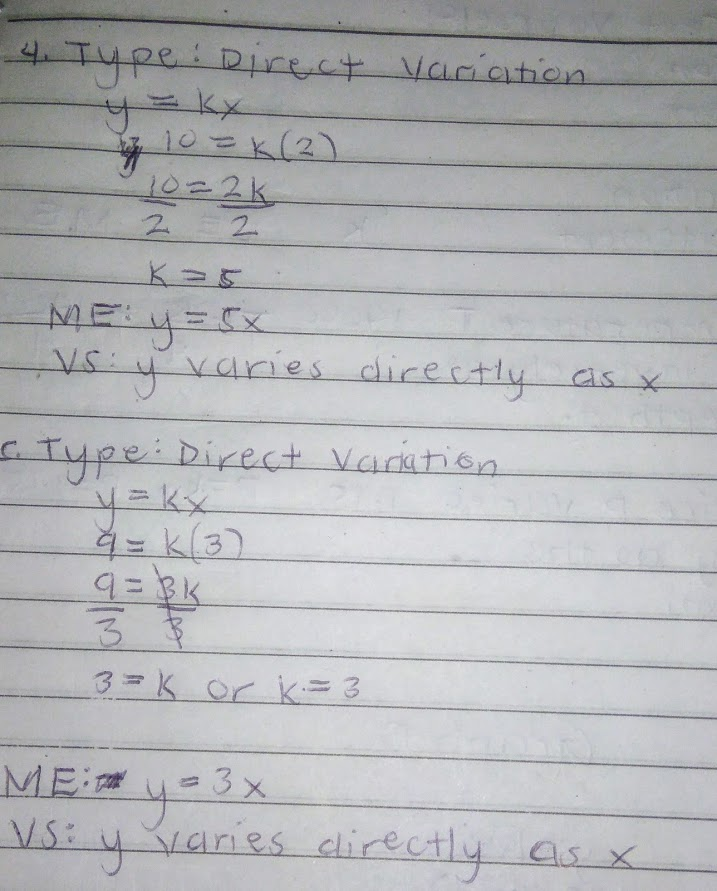 4. Type: Direct Variation
y = kx
10 = k(2)
10 = 2k
2 2
k = 5
ME: y = 5x
VS: y varies directly as x
c. Type: Direct Variation
y = kx
9 = k(3)
9 = 3k
3 3
3 = k or k = 3
ME: y = 3x
VS: y varies directly as x